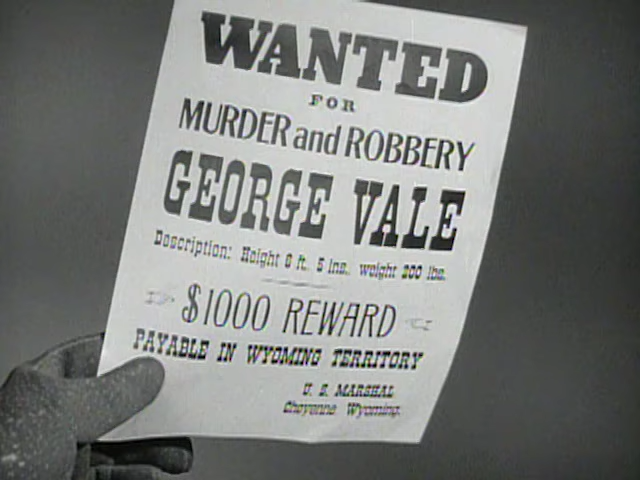 WANTED
FOR
MURDER and ROBBERY
GEORGE VALE
Description: Height 6 ft. 5 ins. weight 200 lbs.
$1000 REWARD
PAYABLE IN WYOMING TERRITORY
U. S. MARSHAL
Cheyenne Wyoming.